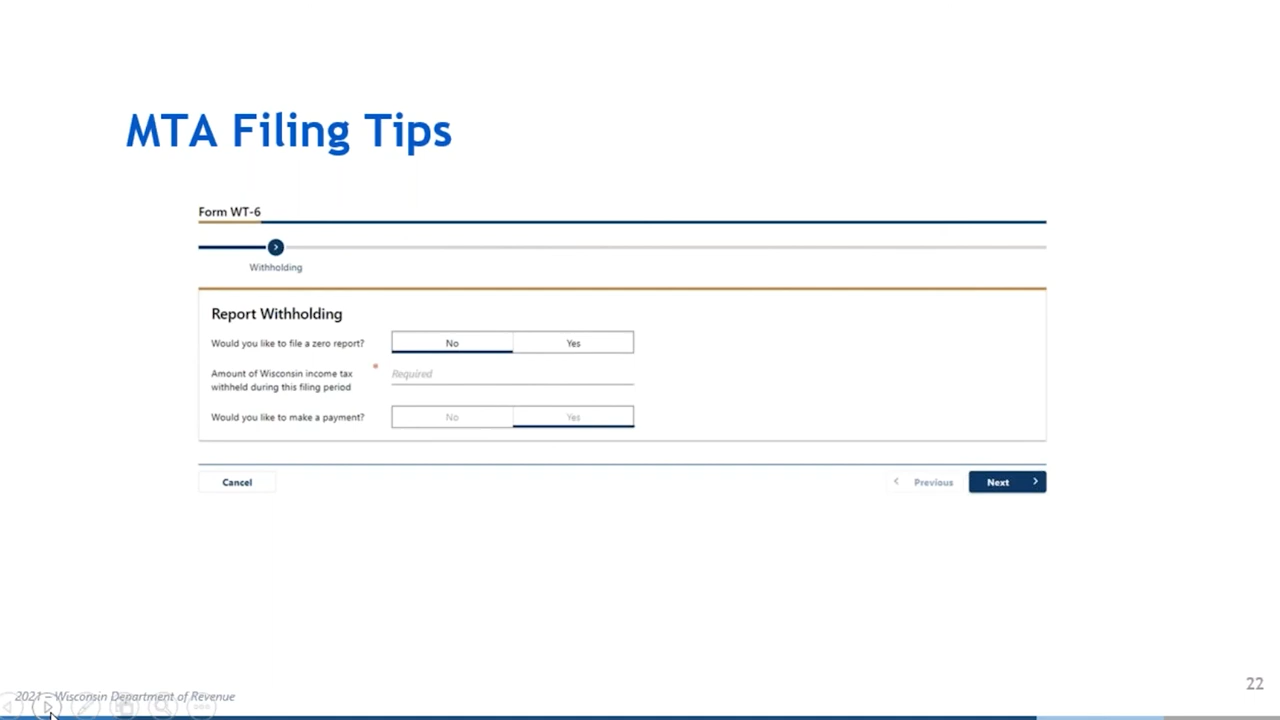 MTA Filing Tips
Form WT-6
Withholding
Report Withholding
Would you like to file a zero report?
No
Yes
Amount of Wisconsin income tax
withheld during this filing period
Required
Would you like to make a payment?
No
Yes
Cancel
Previous
Next
Wisconsin Department of Revenue
22